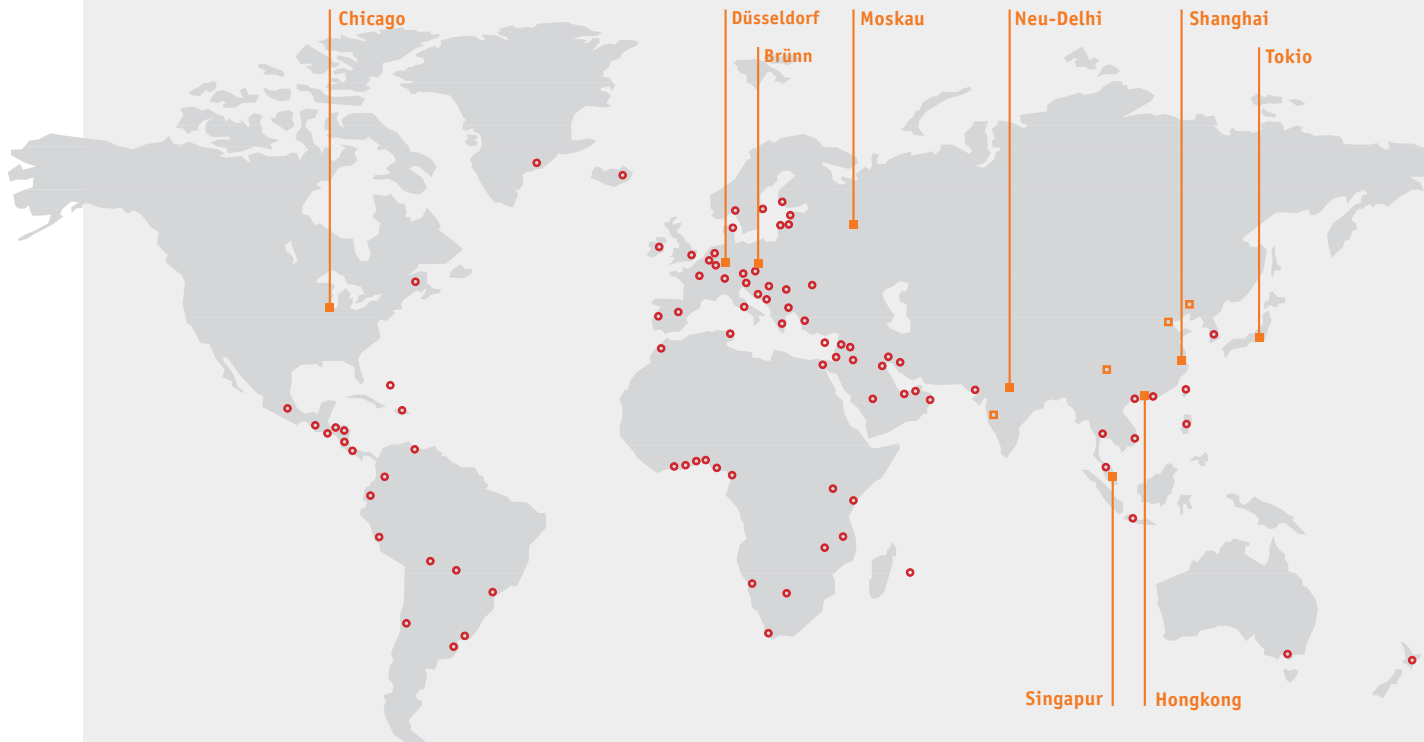 Chicago
Düsseldorf
Moskau
Neu-Delhi
Shanghai
Brünn
Tokio
Singapur
Hongkong